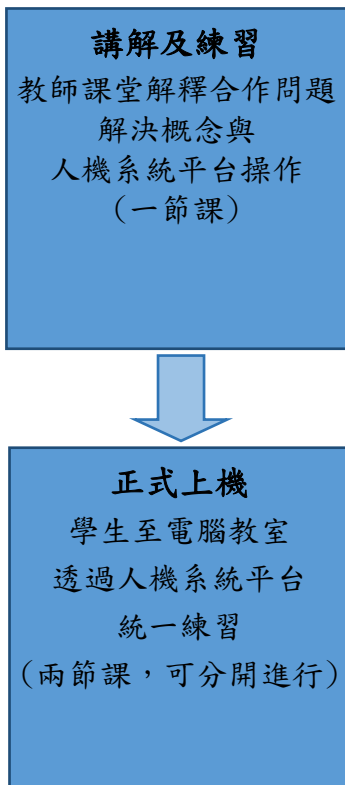 講解及練習
教師課堂解釋合作問題
解決概念與
人機系統平台操作
（一節課）
正式上機
學生至電腦教室
透過人機系統平台
統一練習
（兩節課，可分開進行）